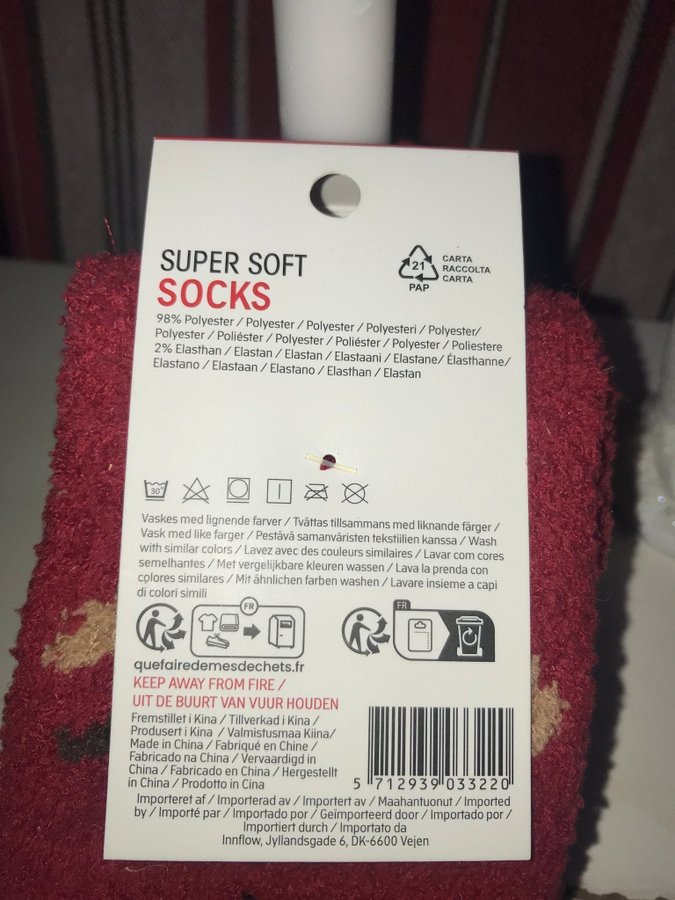 SUPER SOFT
SOCKS
21
PAP
CARTA
RACCOLTA
CARTA
98% Polyester / Polyester / Polyester / Polyesteri / Polyester/
Polyester / Poliéster / Polyester / Poliéster / Polyester / Poliestere
2% Elasthan / Elastan / Elastan / Elastaani / Elastane/ Élasthanne/
Elastano / Elastaan / Elastano / Elasthan / Elastan
30°
Vaskes med lignende farver / Tvättas tillsammans med liknande färger /
Vask med like farger / Pestävä samanväristen tekstiilien kanssa / Wash
with similar colors / Lavez avec des couleurs similaires / Lavar com cores
semelhantes / Met vergelijkbare kleuren wassen / Lava la prenda con
colores similares / Mit ähnlichen farben washen / Lavare insieme a capi
di colori simili
FR
FR
quefairedemesdechets.fr
KEEP AWAY FROM FIRE /
UIT DE BUURT VAN VUUR HOUDEN
Fremstillet i Kina / Tillverkad i Kina /
Produsert i Kina / Valmistusmaa Kiina/
Made in China / Fabriqué en Chine /
Fabricado na China / Vervaardigd in
China / Fabricado en China / Hergestellt
in China / Prodotto in Cina
5 712939 033220
Importeret af / Importerad av / Importert av / Maahantuonut / Imported
by / Importé par / Importado por / Geïmporteerd door / Importado por /
Importiert durch / Importato da
Innflow, Jyllandsgade 6, DK-6600 Vejen